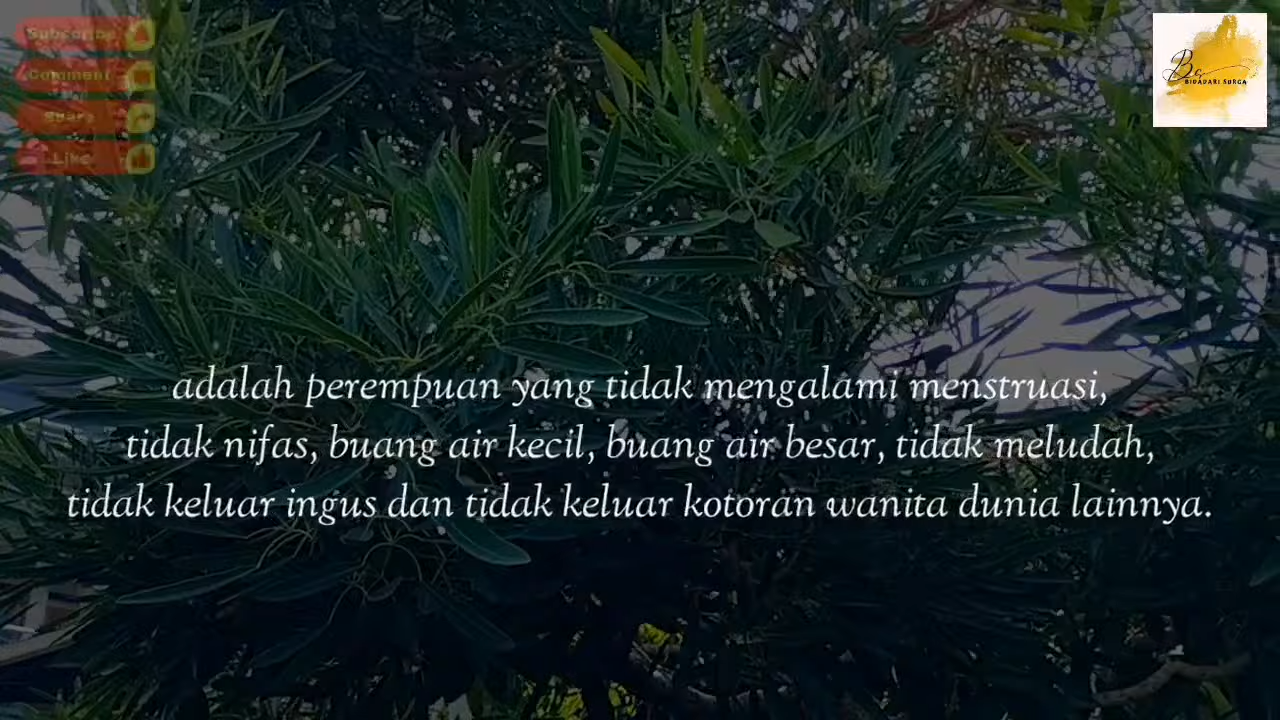 Subscribe
Comment
Share
Like
Bs
BIDADARI SURGA
adalah perempuan yang tidak mengalami menstruasi,
tidak nifas, buang air kecil, buang air besar, tidak meludah,
tidak keluar ingus dan tidak keluar kotoran wanita dunia lainnya.